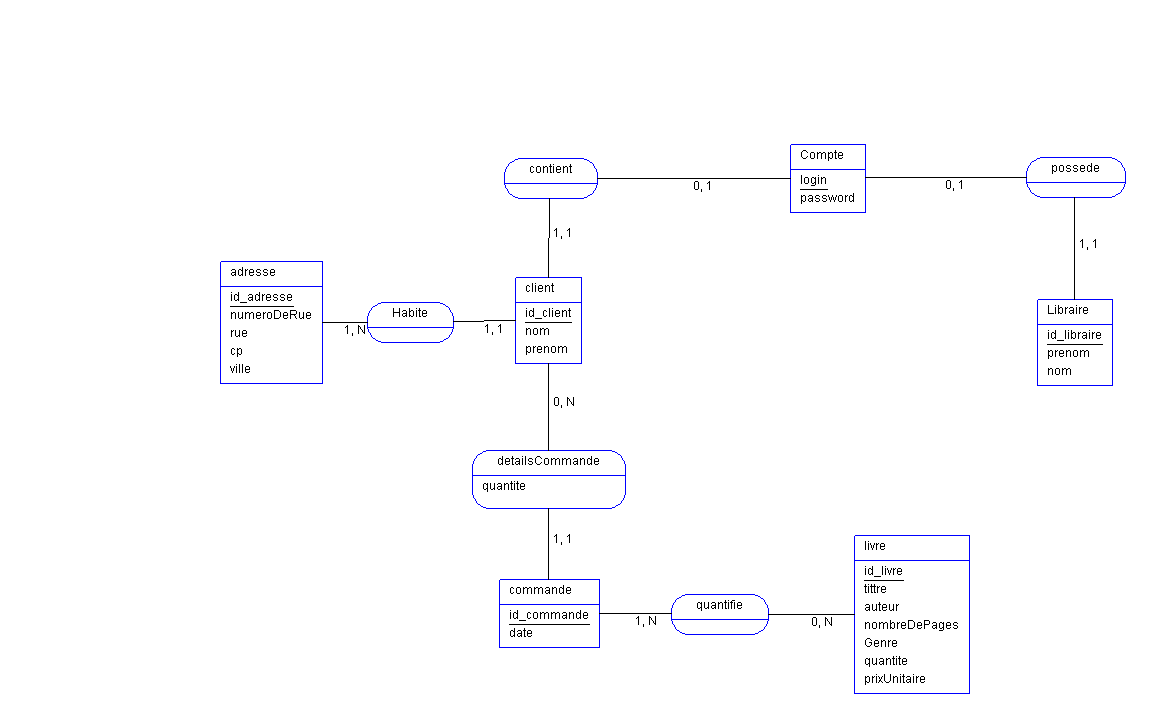 Compte
login
password
contient
possede
0, 1
0, 1
1, 1
1, 1
adresse
id_adresse
numeroDeRue
rue
cp
ville
Habite
1, N
1, 1
client
id_client
nom
prenom
Libraire
id_libraire
prenom
nom
0, N
detailsCommande
quantite
1, 1
commande
id_commande
date
quantifie
1, N
0, N
livre
id_livre
tittre
auteur
nombreDePages
Genre
quantite
prixUnitaire